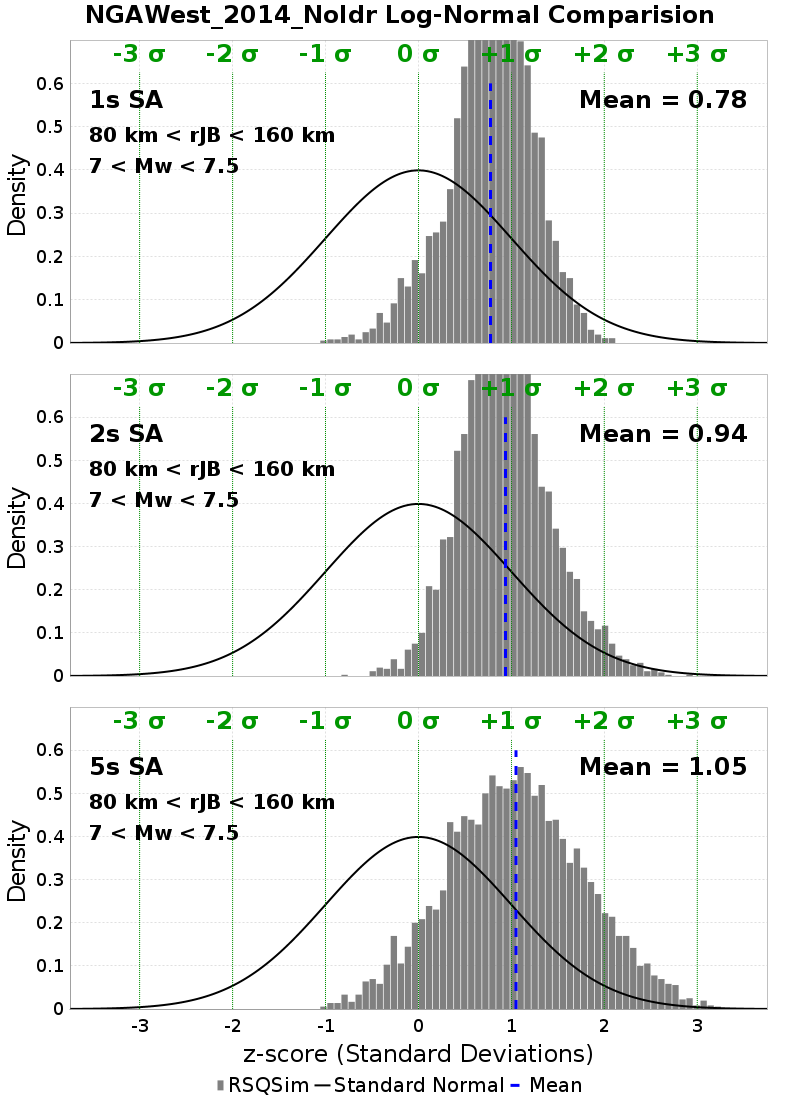 NGAWest_2014_NoIdr Log-Normal Comparision
-3 σ -2 σ -1 σ 0 σ +1 σ +2 σ +3 σ
1s SA
Mean = 0.78
80 km < rJB < 160 km
7 < Mw < 7.5
0.6
0.5
0.4
0.3
0.2
0.1
0
Density
-3 σ -2 σ -1 σ 0 σ +1 σ +2 σ +3 σ
2s SA
Mean = 0.94
80 km < rJB < 160 km
7 < Mw < 7.5
0.6
0.5
0.4
0.3
0.2
0.1
0
Density
-3 σ -2 σ -1 σ 0 σ +1 σ +2 σ +3 σ
5s SA
Mean = 1.05
80 km < rJB < 160 km
7 < Mw < 7.5
0.6
0.5
0.4
0.3
0.2
0.1
0
Density
-3 -2 -1 0 1 2 3
z-score (Standard Deviations)
RSQSim Standard Normal Mean